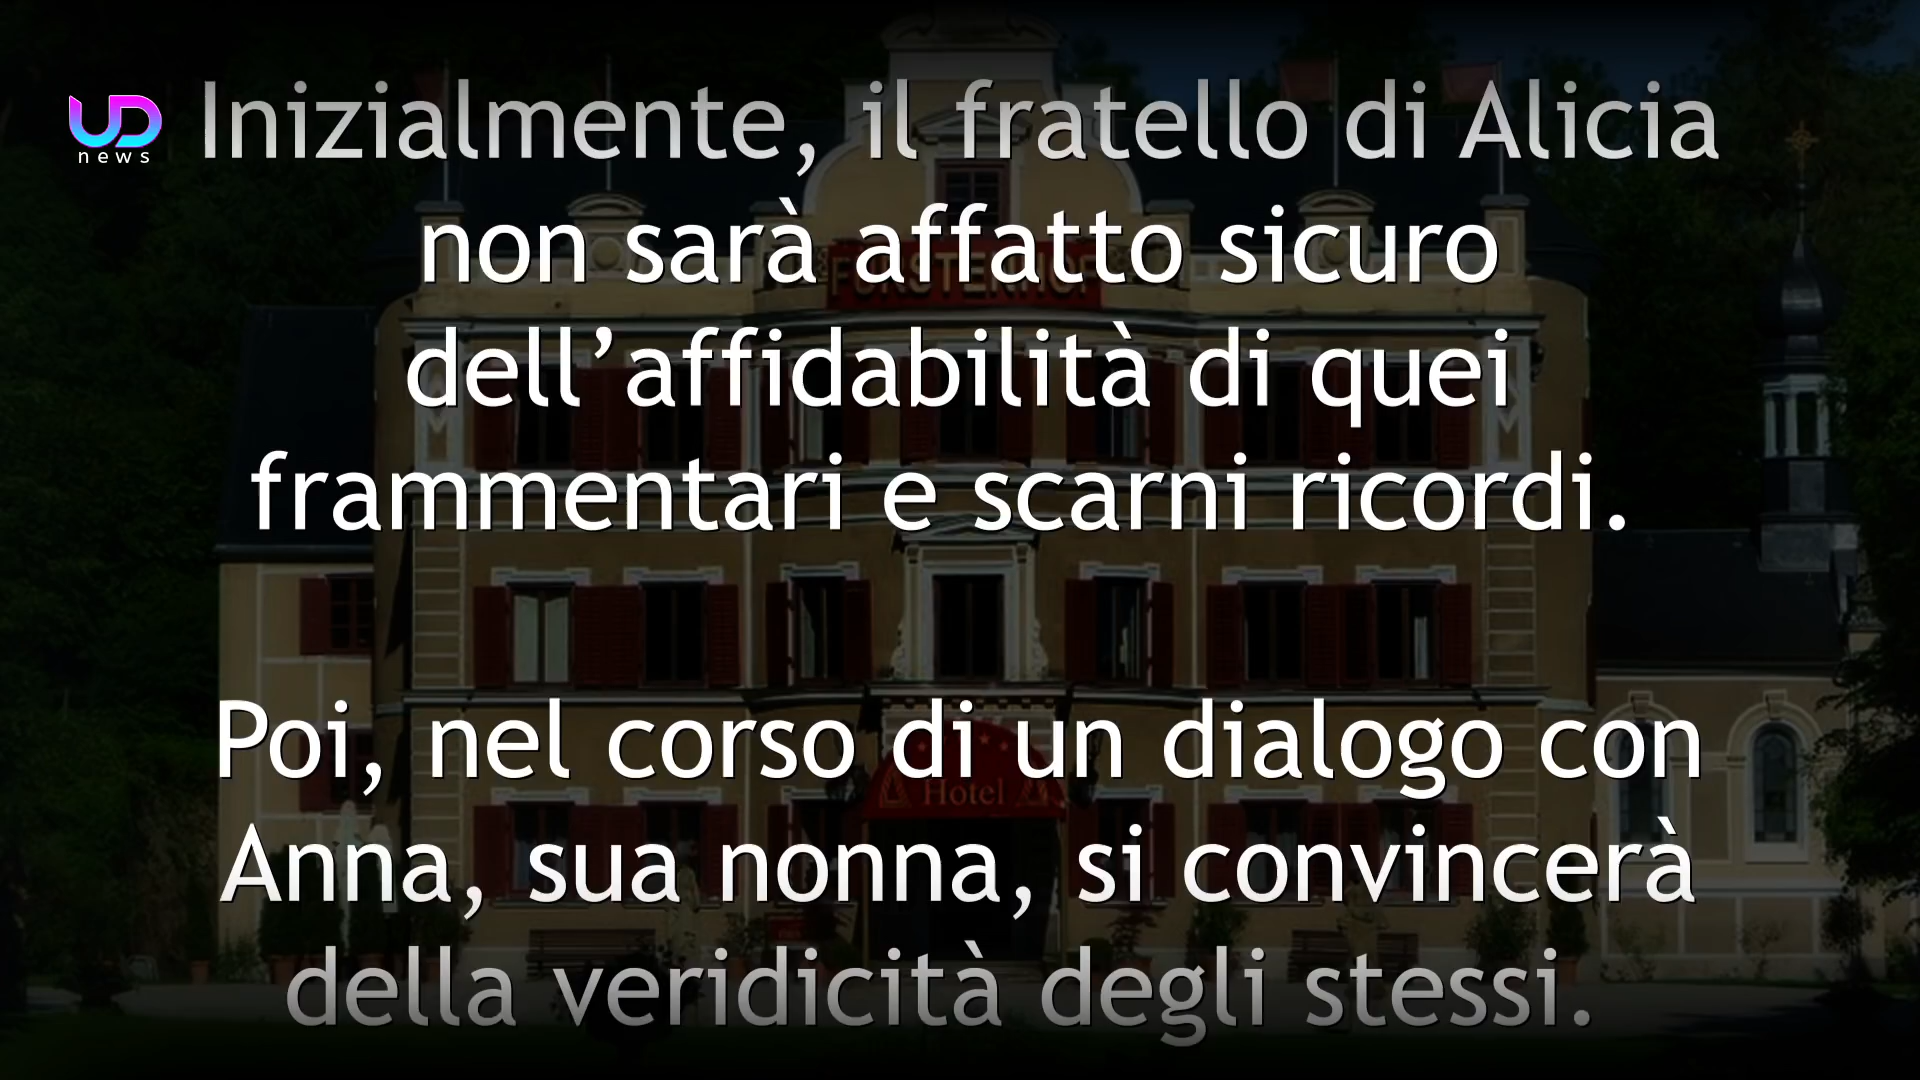 UD
news
Inizialmente, il fratello di Alicia
non sarà affatto sicuro
FÜRSTENHOF
dell’affidabilità di quei
frammentari e scarni ricordi.
Poi, nel corso di un dialogo con
Hotel
Anna, sua nonna, si convincerà
della veridicità degli stessi.